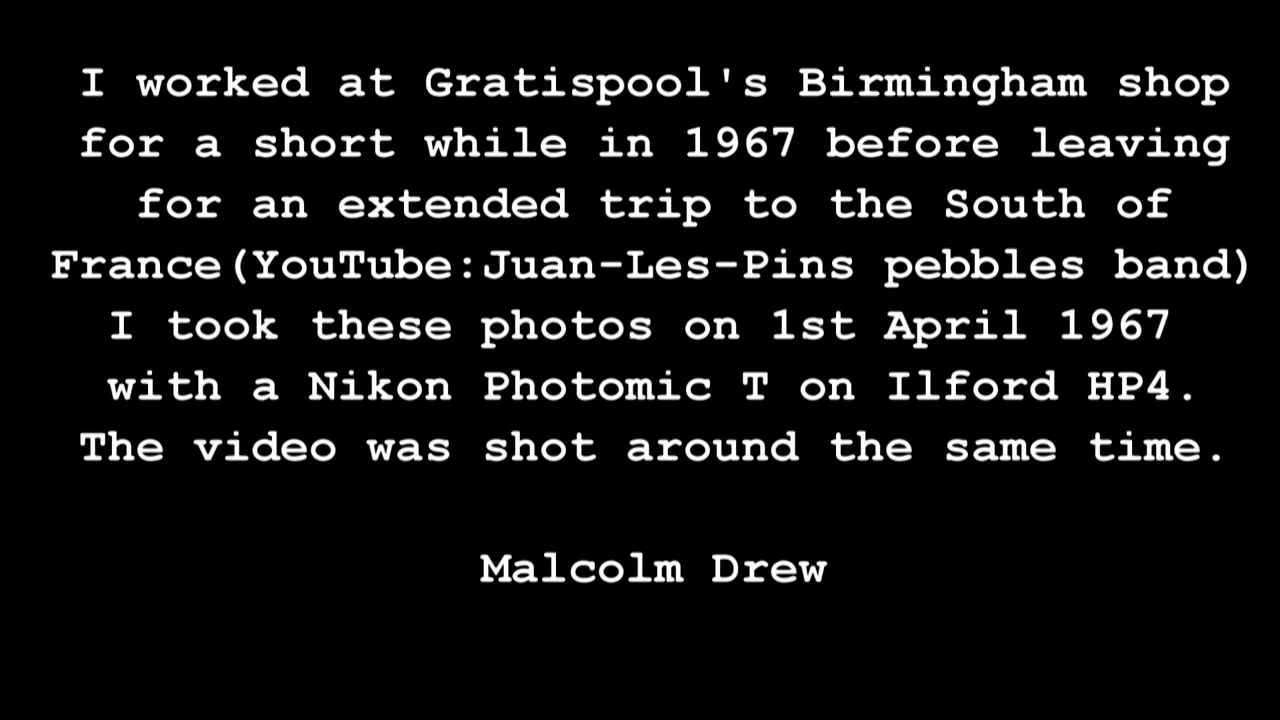 I worked at Gratispool's Birmingham shop
for a short while in 1967 before leaving
for an extended trip to the South of
France(YouTube:Juan-Les-Pins pebbles band)
I took these photos on 1st April 1967
with a Nikon Photomic T on Ilford HP4.
The video was shot around the same time.
Malcolm Drew